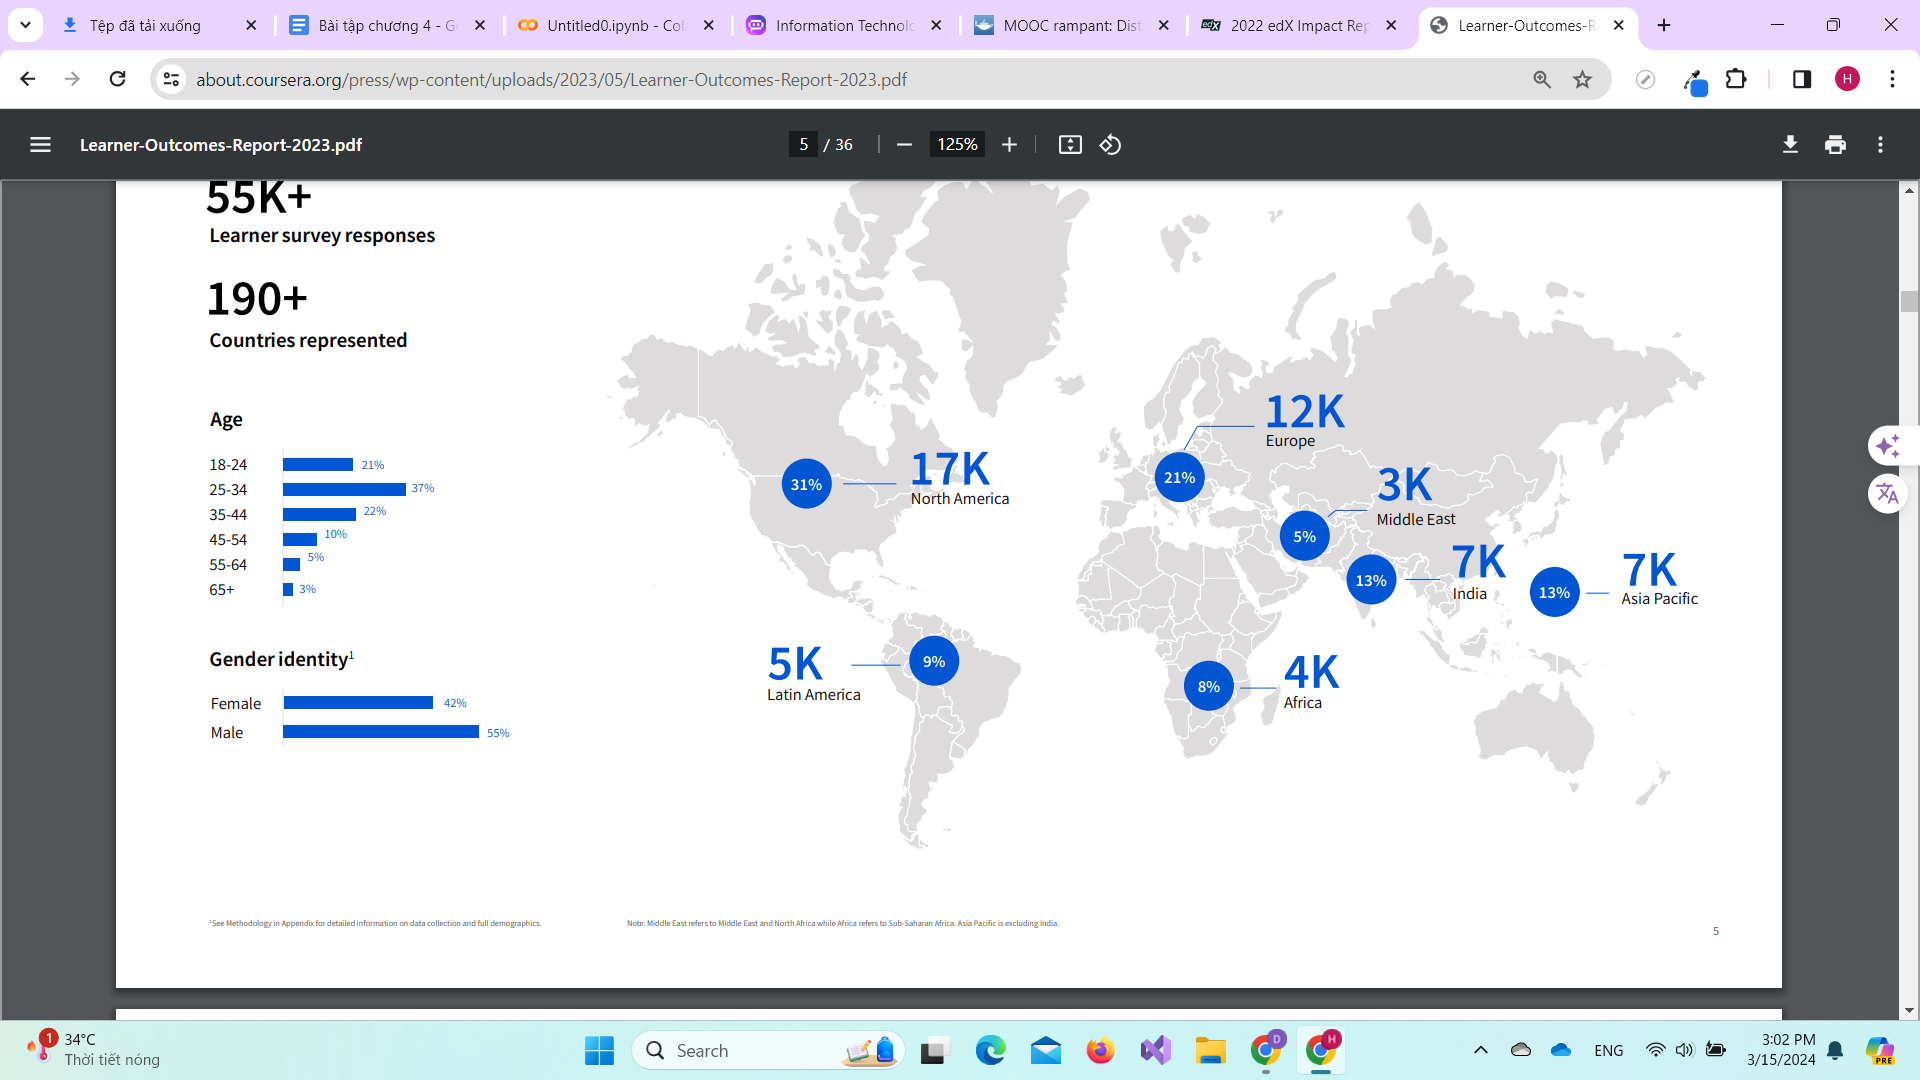 Tệp đã tải xuống
Bài tập chương 4 - G
Untitled0.ipynb - Col
Information Technolo
MOOC rampant: Dist
edX
2022 edX Impact Rep
Learner-Outcomes-R
about.coursera.org/press/wp-content/uploads/2023/05/Learner-Outcomes-Report-2023.pdf
H
Learner-Outcomes-Report-2023.pdf
5 / 36
125%
55K+
Learner survey responses
190+
Countries represented
Age
18-24 21%
25-34 37%
35-44 22%
45-54 10%
55-64 5%
65+ 3%
Gender identity¹
Female 42%
Male 55%
31%
17K
North America
21%
12K
Europe
5%
3K
Middle East
13%
7K
India
13%
7K
Asia Pacific
9%
5K
Latin America
8%
4K
Africa
¹See Methodology in Appendix for detailed information on data collection and full demographics.
Note: Middle East refers to Middle East and North Africa while Africa refers to Sub-Saharan Africa. Asia Pacific is excluding India.
5
1
34°C
Thời tiết nóng
Search
D
H
ENG
3:02 PM
3/15/2024
PRE